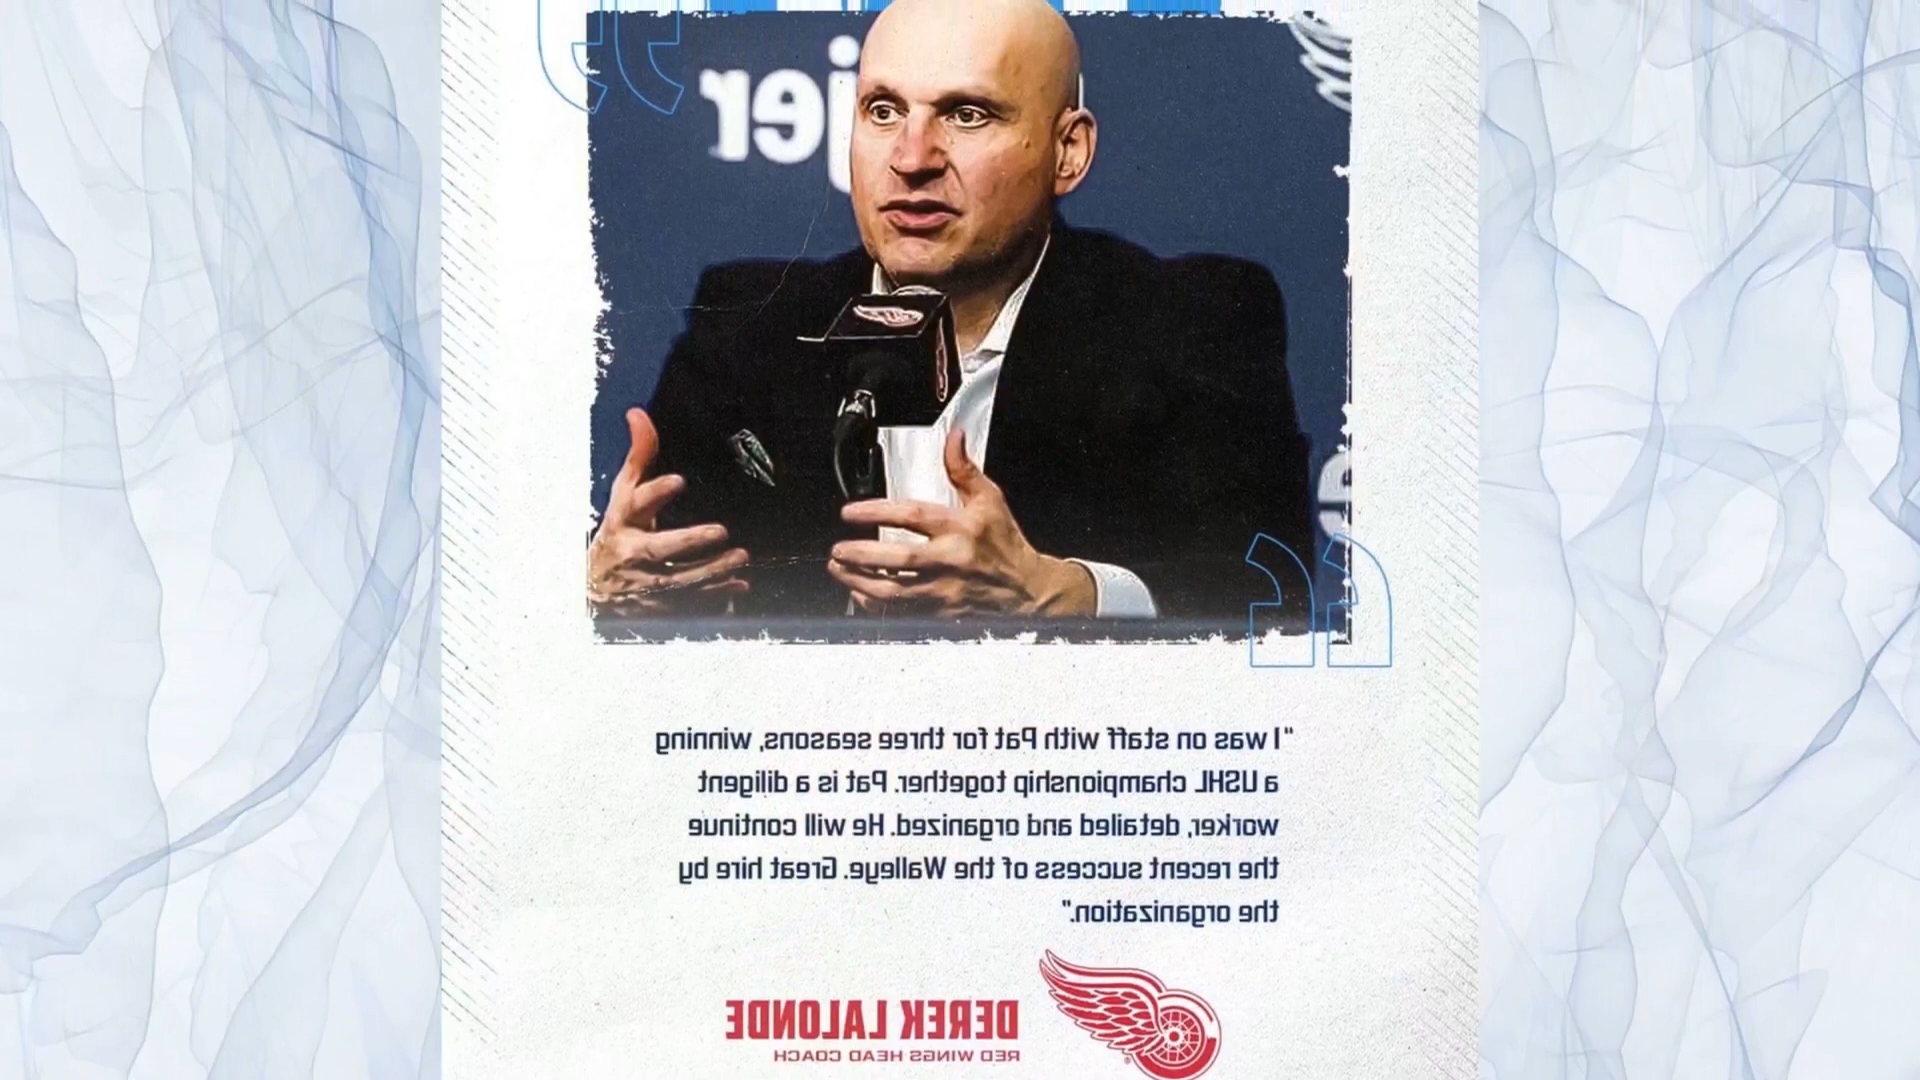 jer
"I was on staff with Pat for three seasons, winning
a USHL championship together. Pat is a diligent
worker, detailed and organized. He will continue
the recent success of the Walleye. Great hire by
the organization."
DEREK LALONDE
RED WINGS HEAD COACH